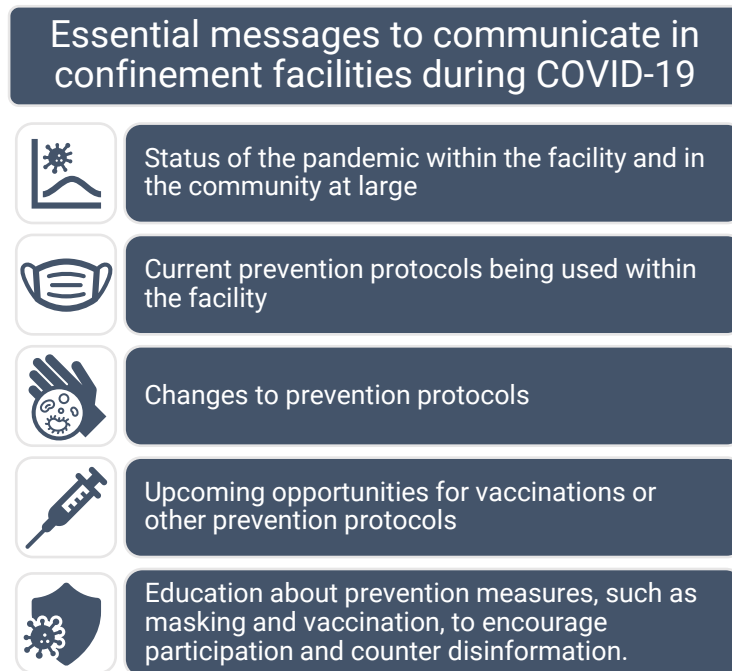 Essential messages to communicate in
confinement facilities during COVID-19
Status of the pandemic within the facility and in
the community at large
Current prevention protocols being used within
the facility
Changes to prevention protocols
Upcoming opportunities for vaccinations or
other prevention protocols
Education about prevention measures, such as
masking and vaccination, to encourage
participation and counter disinformation.